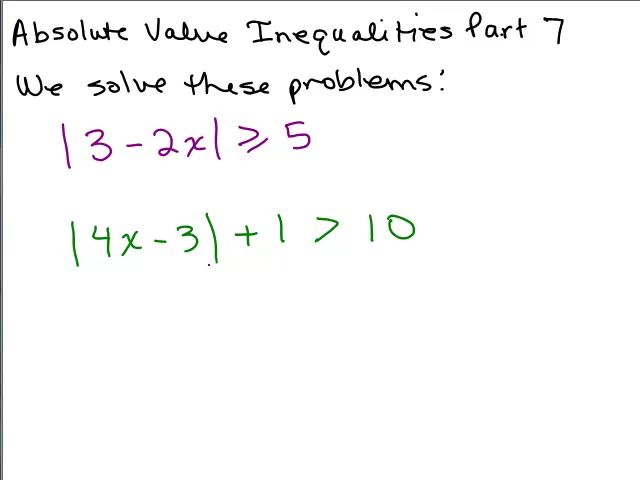 Absolute Value Inequalities Part 7
We solve these problems:
|3 - 2x| ≥ 5
|4x - 3| + 1 > 10